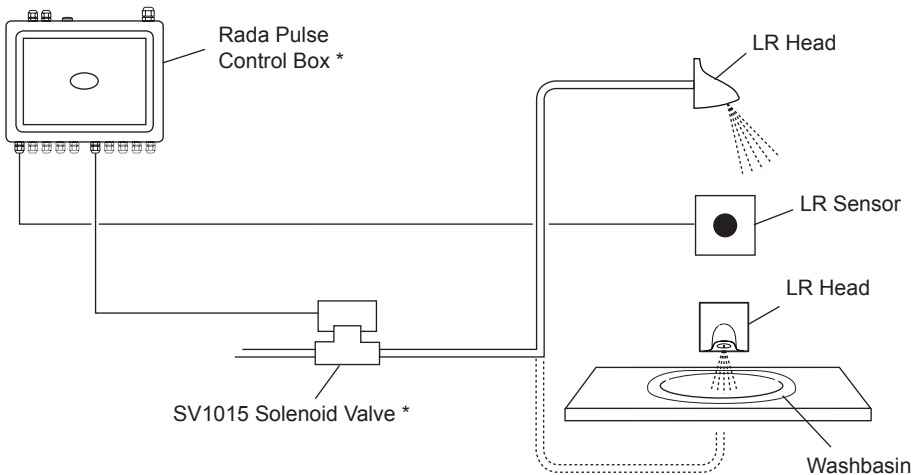 Rada Pulse
Control Box *
LR Head
LR Sensor
LR Head
SV1015 Solenoid Valve *
Washbasin